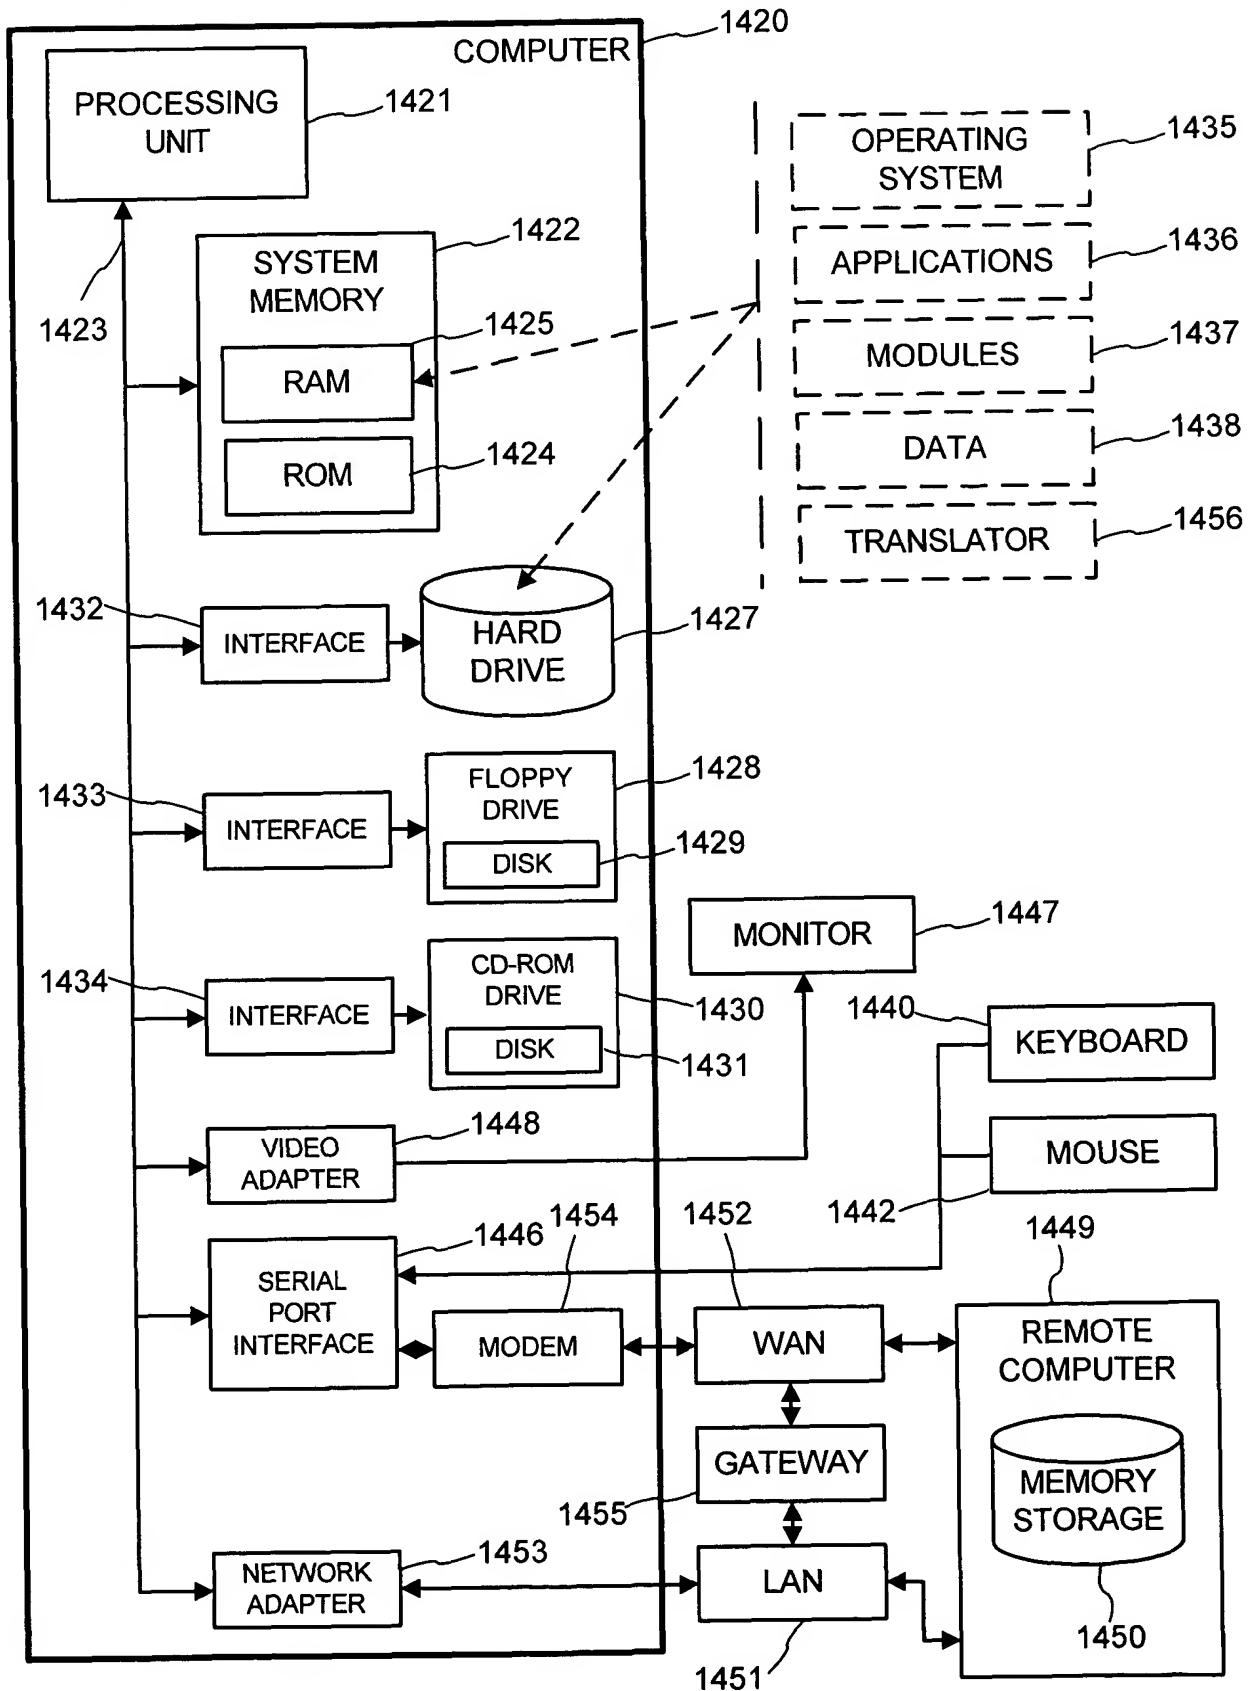 1420
COMPUTER
PROCESSING
UNIT
1421
1423
1422
SYSTEM
MEMORY
1425
RAM
ROM
1424
OPERATING
SYSTEM
1435
APPLICATIONS
1436
MODULES
1437
DATA
1438
TRANSLATOR
1456
1432
INTERFACE
HARD
DRIVE
1427
1433
INTERFACE
FLOPPY
DRIVE
1428
DISK
1429
1434
INTERFACE
CD-ROM
DRIVE
1430
DISK
1431
MONITOR
1447
1440
KEYBOARD
MOUSE
1442
VIDEO
ADAPTER
1448
1446
SERIAL
PORT
INTERFACE
1454
MODEM
1452
WAN
1449
REMOTE
COMPUTER
GATEWAY
1455
MEMORY
STORAGE
1450
NETWORK
ADAPTER
1453
LAN
1451